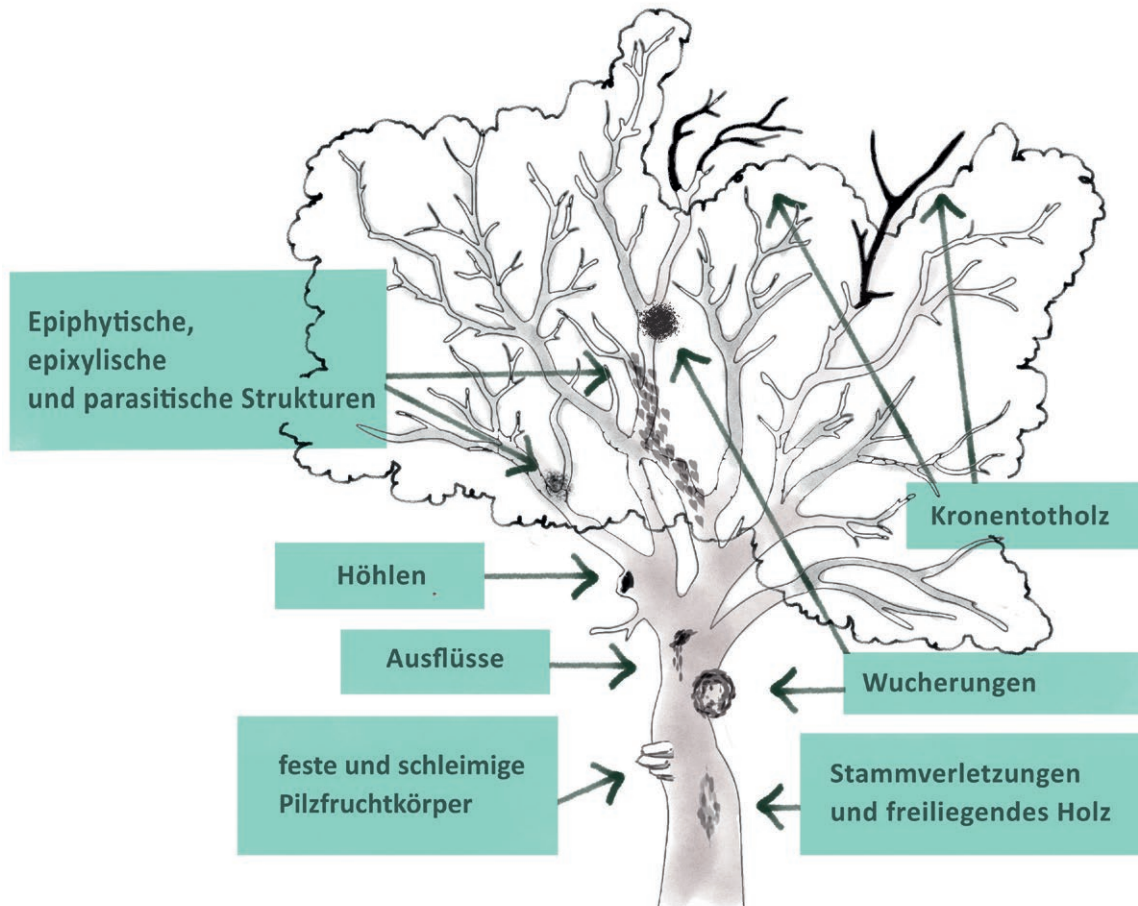 Epiphytische,
epixylische
und parasitische Strukturen
Kronentotholz
Höhlen
Ausflüsse
Wucherungen
feste und schleimige
Pilzfruchtkörper
Stammverletzungen
und freiliegendes Holz